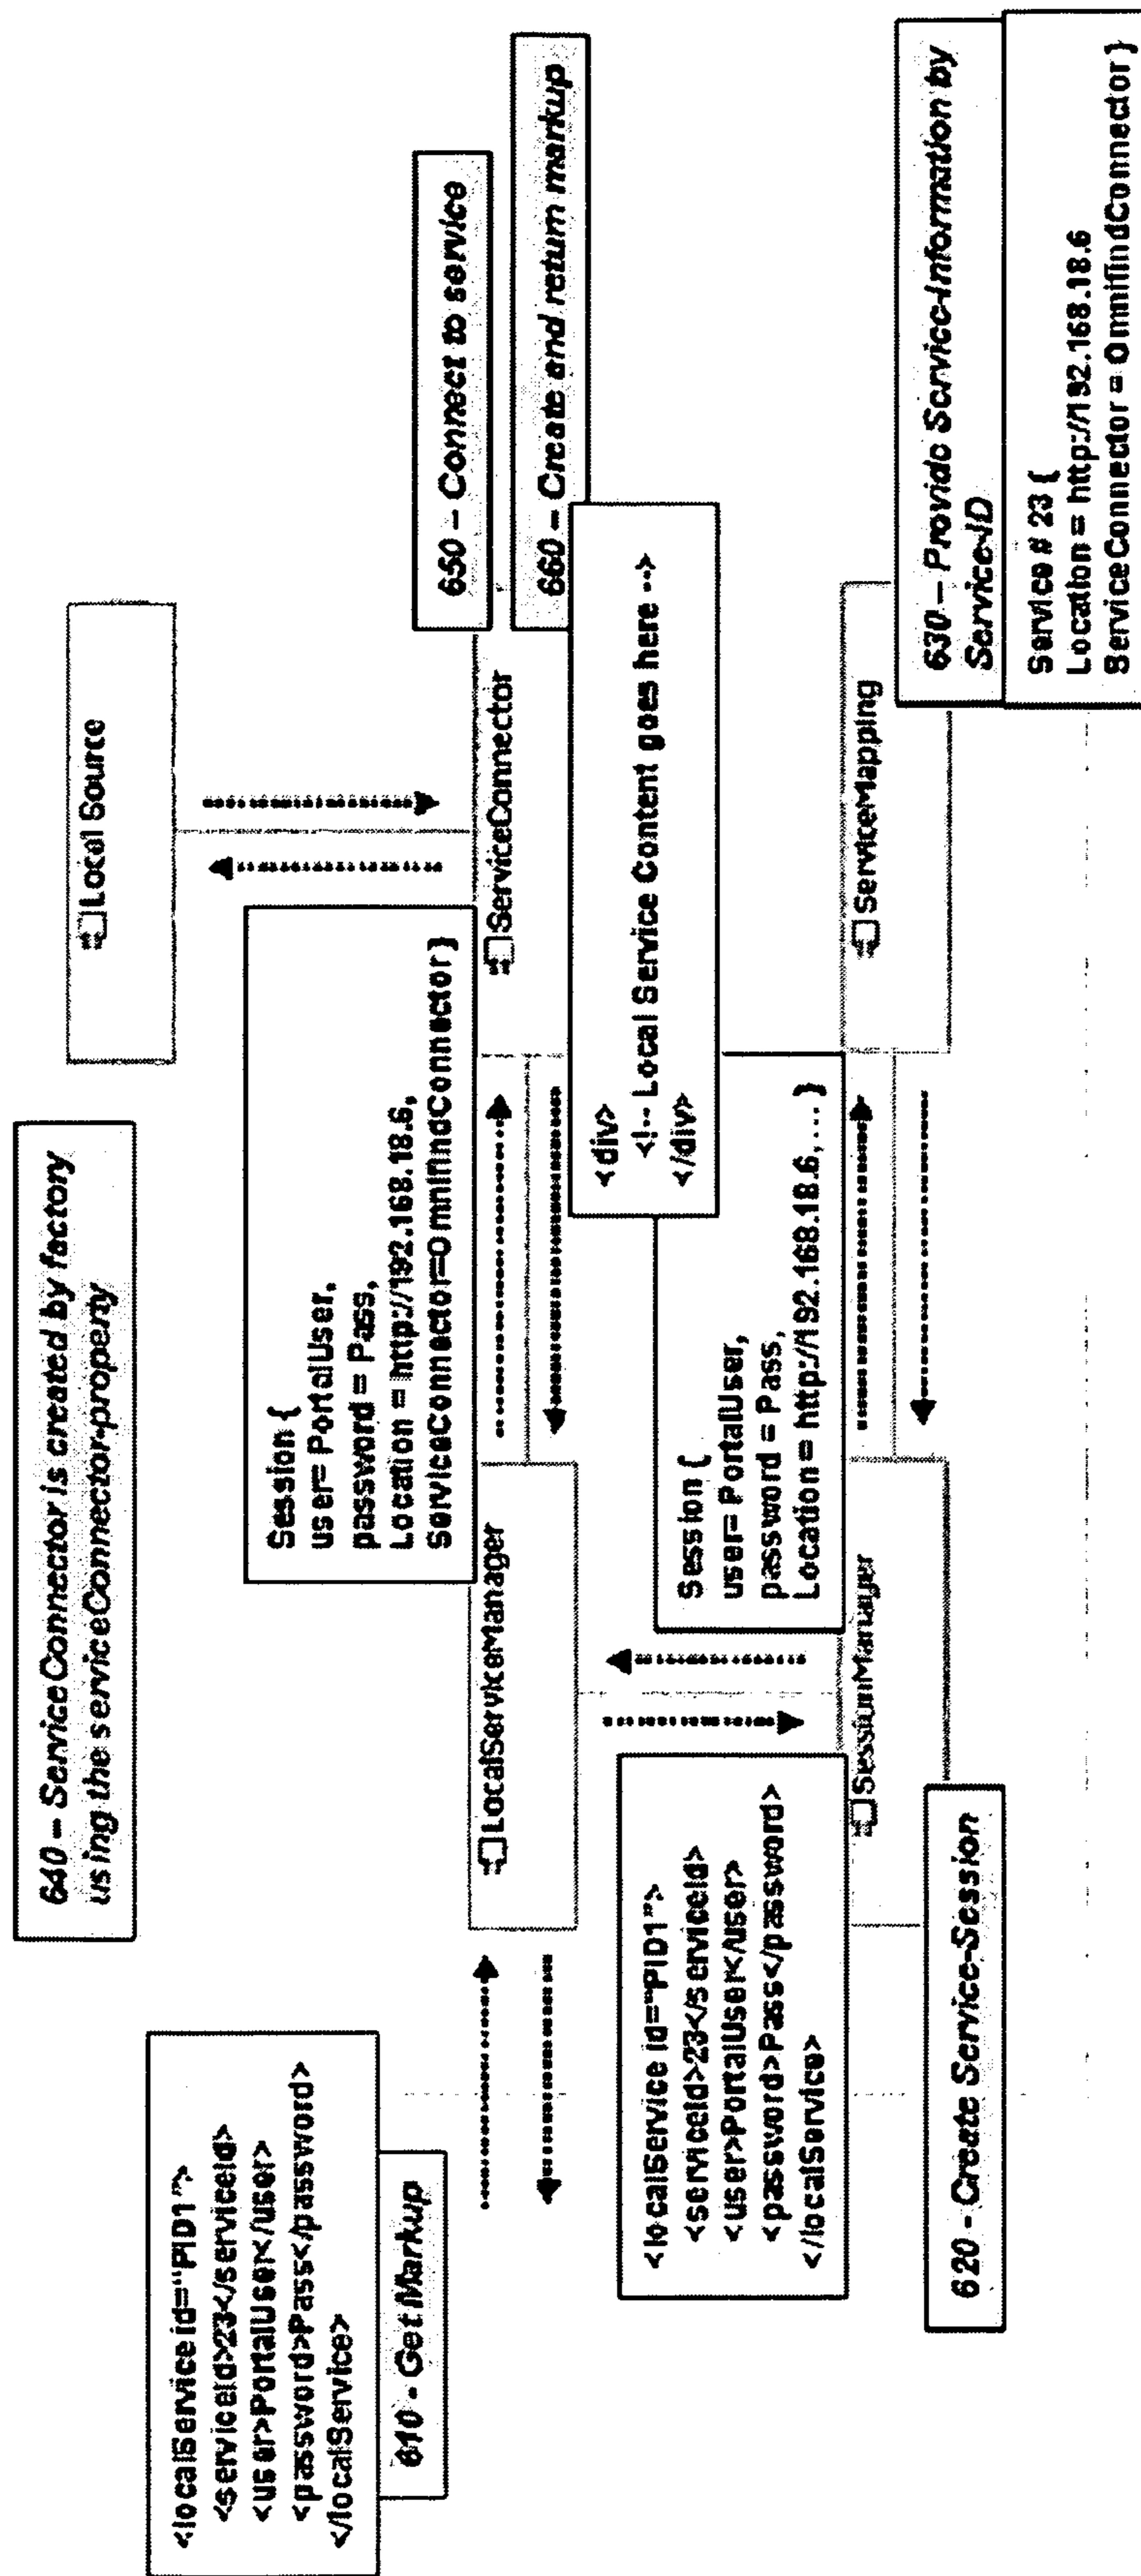 640 – ServiceConnector is created by factory
using the serviceConnector-property
<localService id="PID1">
<serviceId>23</serviceId>
<user>PortalUser</user>
<password>Pass</password>
</localService>
610 - GetMarkup
Session {
user= PortalUser,
password = Pass,
Location = http://192.168.18.6,
ServiceConnector=OmnifindConnector}
Local Source
650 – Connect to service
660 – Create and return markup
LocalServiceManager
ServiceConnector
<div>
<!-- Local Service Content goes here -->
</div>
<localService id="PID1">
<serviceId>23</serviceId>
<user>PortalUser</user>
<password>Pass</password>
</localService>
Session {
user= PortalUser,
password = Pass,
Location = http://192.168.18.6,...}
SessionManager
ServiceMapping
620 - Create Service-Session
630 – Provide Service-Information by
Service-ID
Service # 23 {
Location = http://192.168.18.6
ServiceConnector = OmnifindConnector}